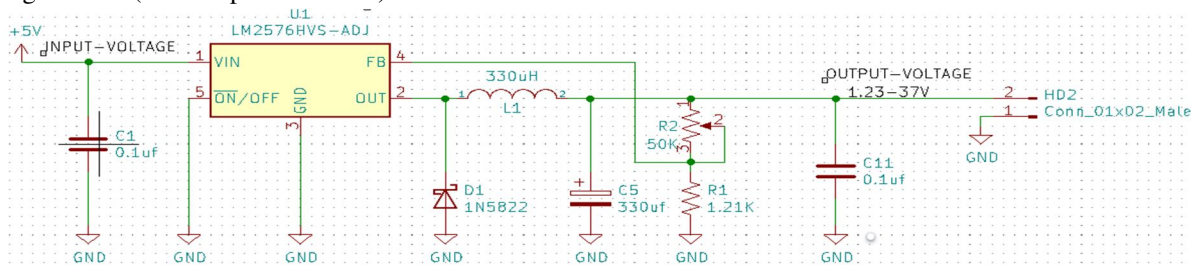 U1
LM2576HVS-ADJ
+5V
INPUT-VOLTAGE
1 VIN
FB 4
5 ON/OFF
OUT 2
GND
3
330uH
1 2
L1
OUTPUT-VOLTAGE
1.23-37V
2 HD2
1 Conn_01x02_Male
GND
C1
0.1uf
1
R2 2
50K
3
D1
1N5822
+
C5
330uf
R1
1.21K
C11
0.1uf
GND GND GND GND GND GND GND